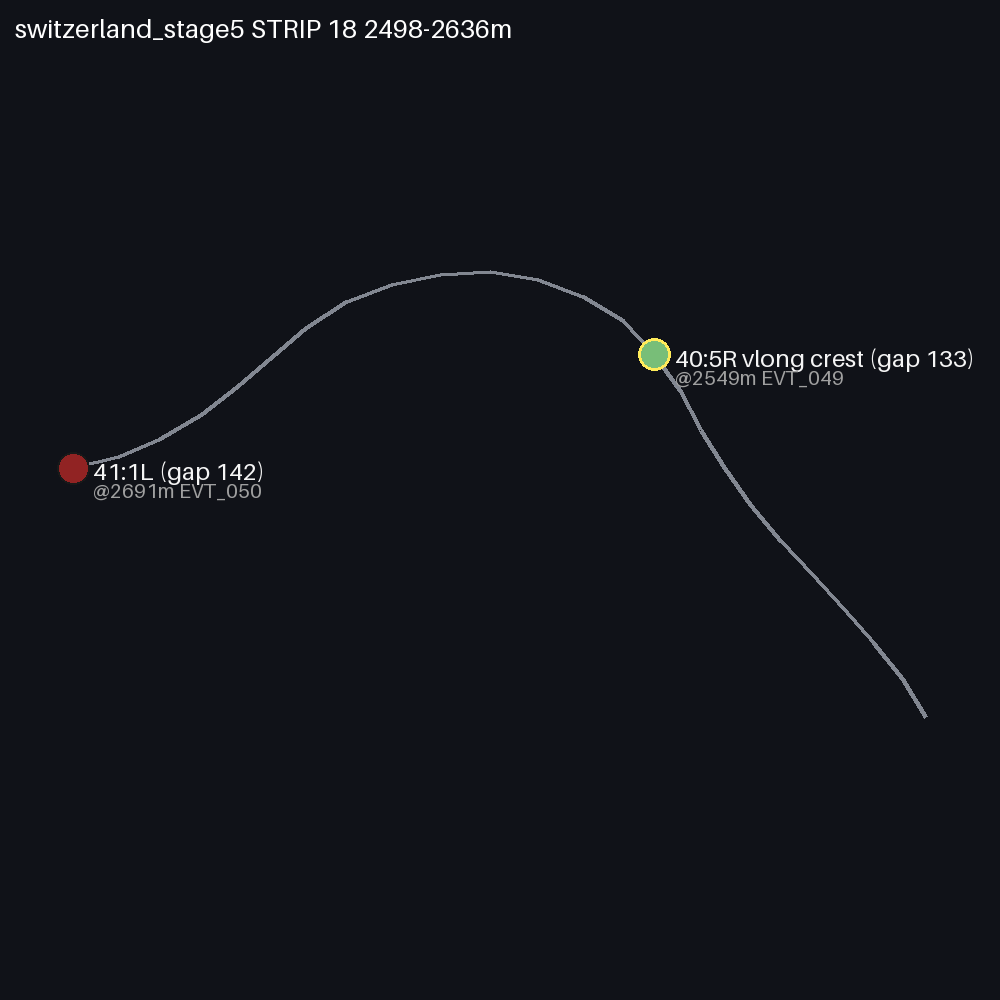 switzerland_stage5 STRIP 18 2498-2636m
40:5R vlong crest (gap 133)
@2549m EVT_049
41:1L (gap 142)
@2691m EVT_050